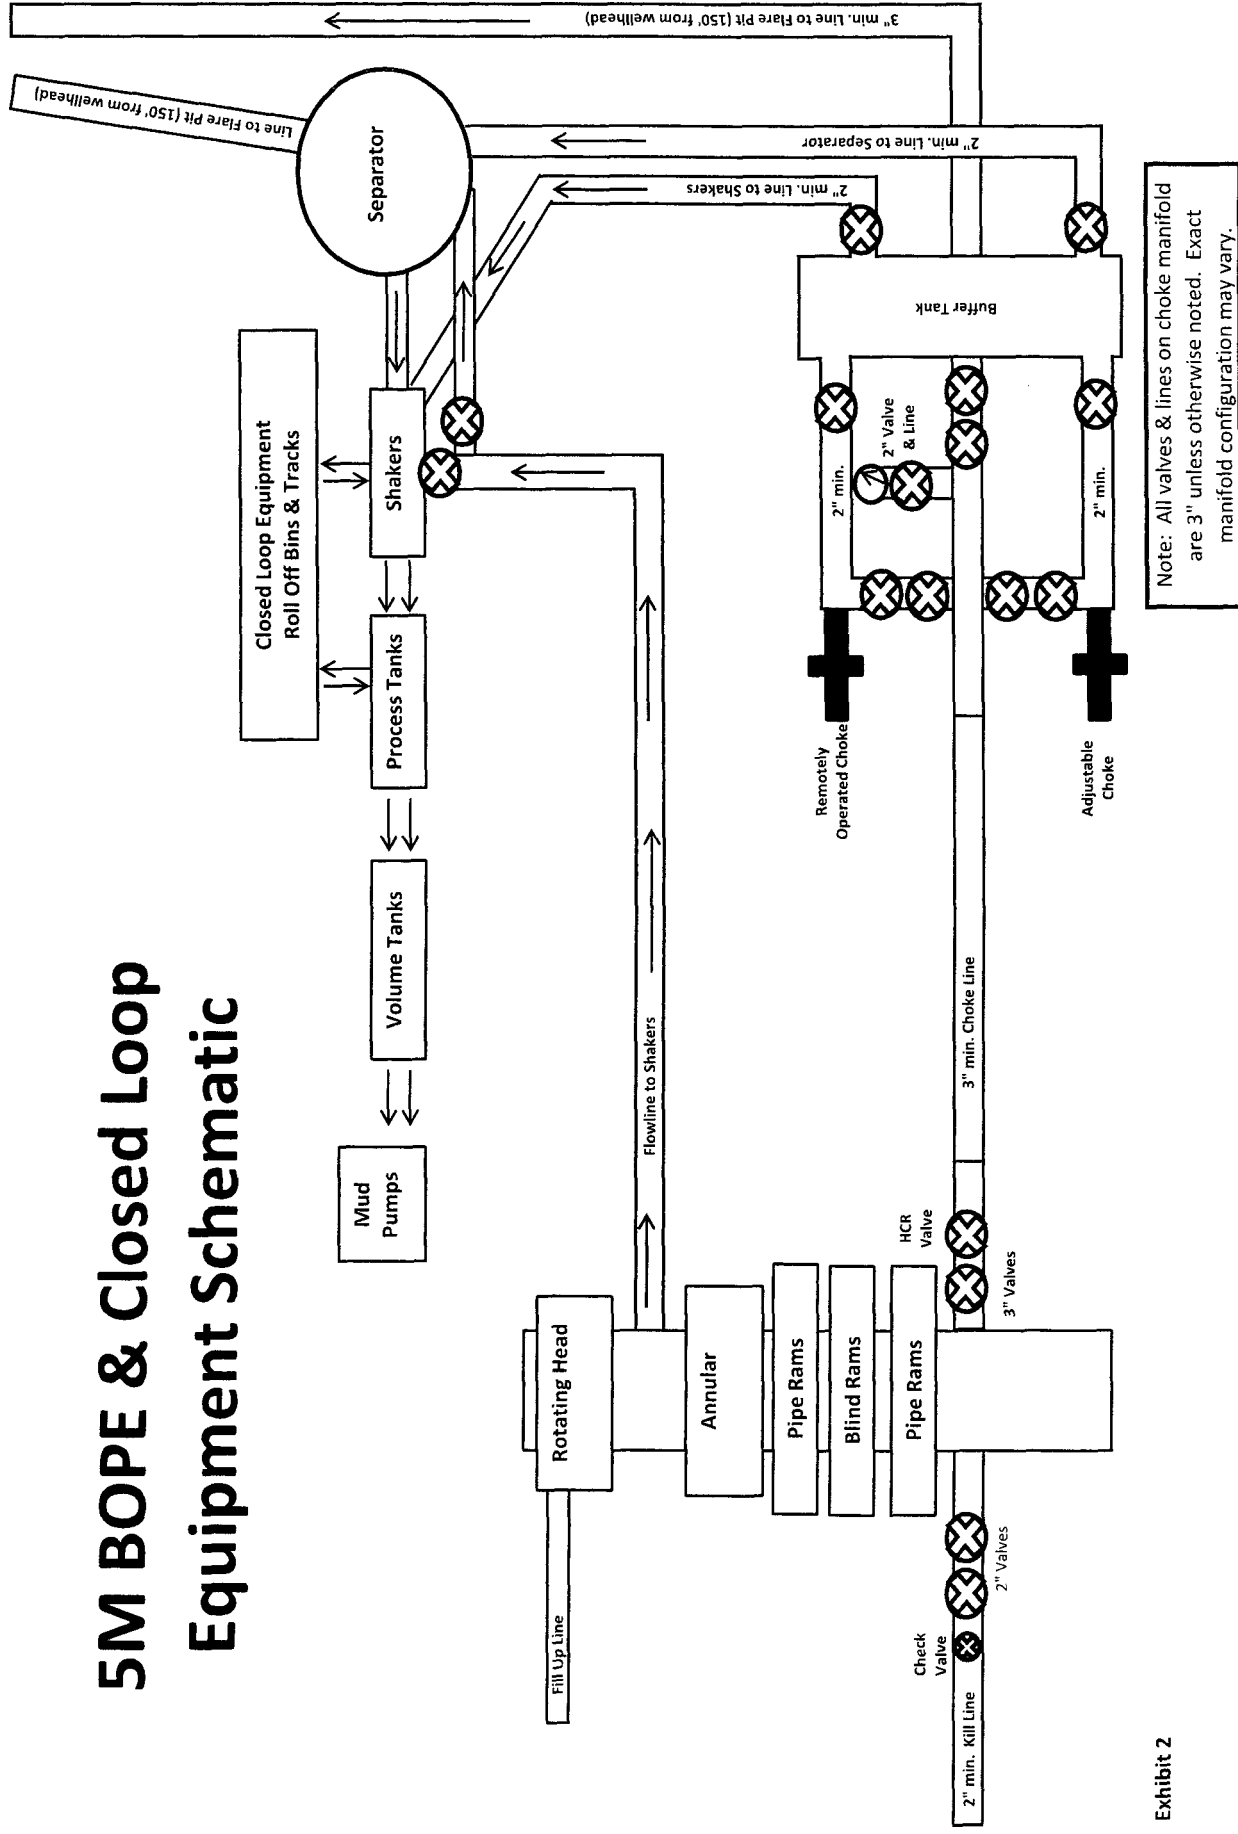 5M BOPE & Closed Loop
Equipment Schematic
Closed Loop Equipment
Roll Off Bins & Tracks
Mud
Pumps
Volume Tanks
Process Tanks
Shakers
Separator
Line to Flare Pit (150' from wellhead)
3" min. Line to Flare Pit (150' from wellhead)
Fill Up Line
Rotating Head
Flowline to Shakers
Annular
Pipe Rams
Blind Rams
Pipe Rams
2" min. Line to Shakers
2" min. Line to Separator
Remotely
Operated Choke
2" min.
2" Valve
& Line
Buffer Tank
Check
Valve
HCR
Valve
2" min. Kill Line
3" min. Choke Line
2" Valves
3" Valves
Adjustable
Choke
2" min.
Note: All valves & lines on choke manifold
are 3" unless otherwise noted. Exact
manifold configuration may vary.
Exhibit 2